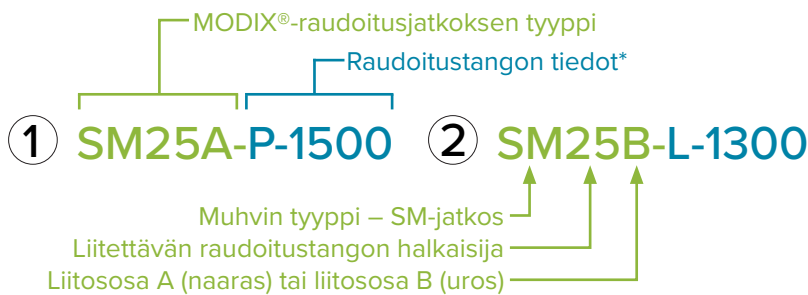 MODIX®-raudoitusjatkoksen tyyppi
Raudoitustangon tiedot*
1 SM25A-P-1500 2 SM25B-L-1300
Muhvin tyyppi – SM-jatkos
Liitettävän raudoitustangon halkaisija
Liitososa A (naaras) tai liitososa B (uros)